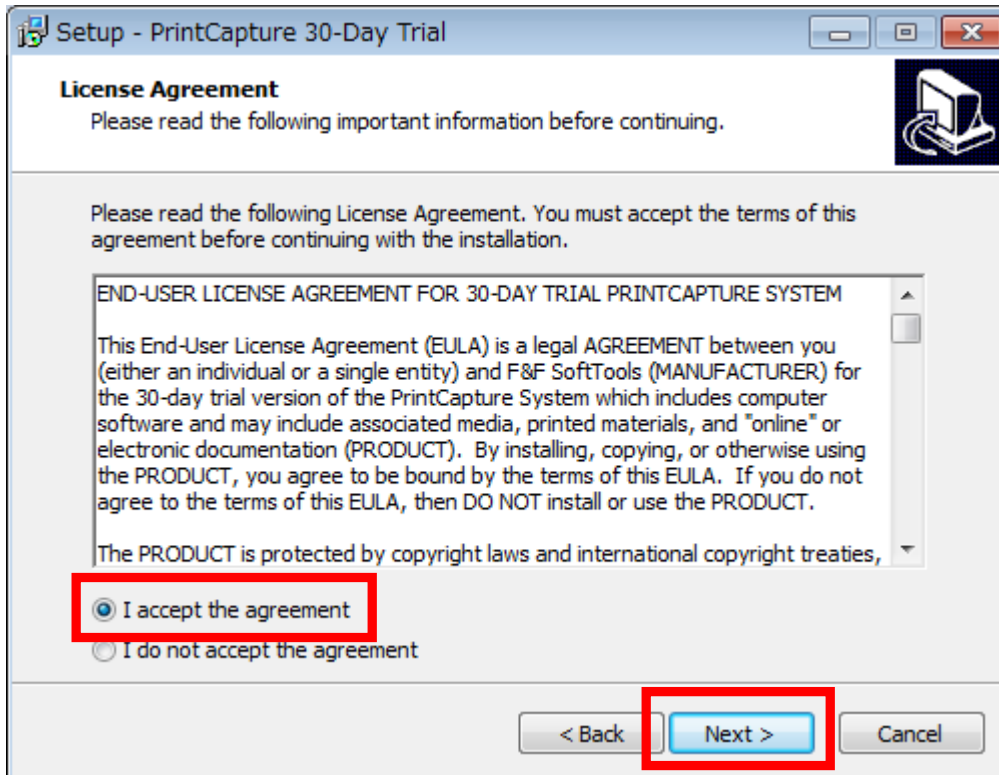 Setup - PrintCapture 30-Day Trial
License Agreement
Please read the following important information before continuing.
Please read the following License Agreement. You must accept the terms of this
agreement before continuing with the installation.
END-USER LICENSE AGREEMENT FOR 30-DAY TRIAL PRINTCAPTURE SYSTEM
This End-User License Agreement (EULA) is a legal AGREEMENT between you
(either an individual or a single entity) and F&F SoftTools (MANUFACTURER) for
the 30-day trial version of the PrintCapture System which includes computer
software and may include associated media, printed materials, and "online" or
electronic documentation (PRODUCT).  By installing, copying, or otherwise using
the PRODUCT, you agree to be bound by the terms of this EULA.  If you do not
agree to the terms of this EULA, then DO NOT install or use the PRODUCT.
The PRODUCT is protected by copyright laws and international copyright treaties,
I accept the agreement
I do not accept the agreement
< Back
Next >
Cancel